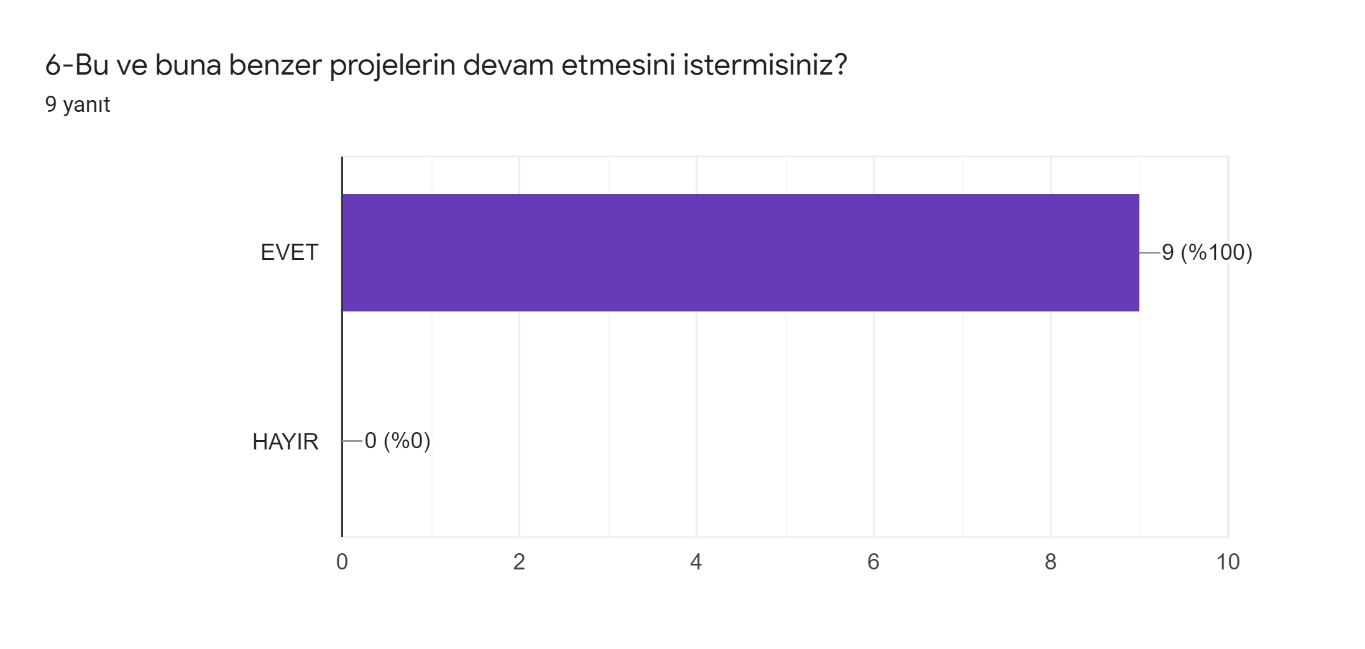 6-Bu ve buna benzer projelerin devam etmesini istermisiniz?
9 yanıt
EVET
9 (%100)
HAYIR
0 (%0)
0 2 4 6 8 10